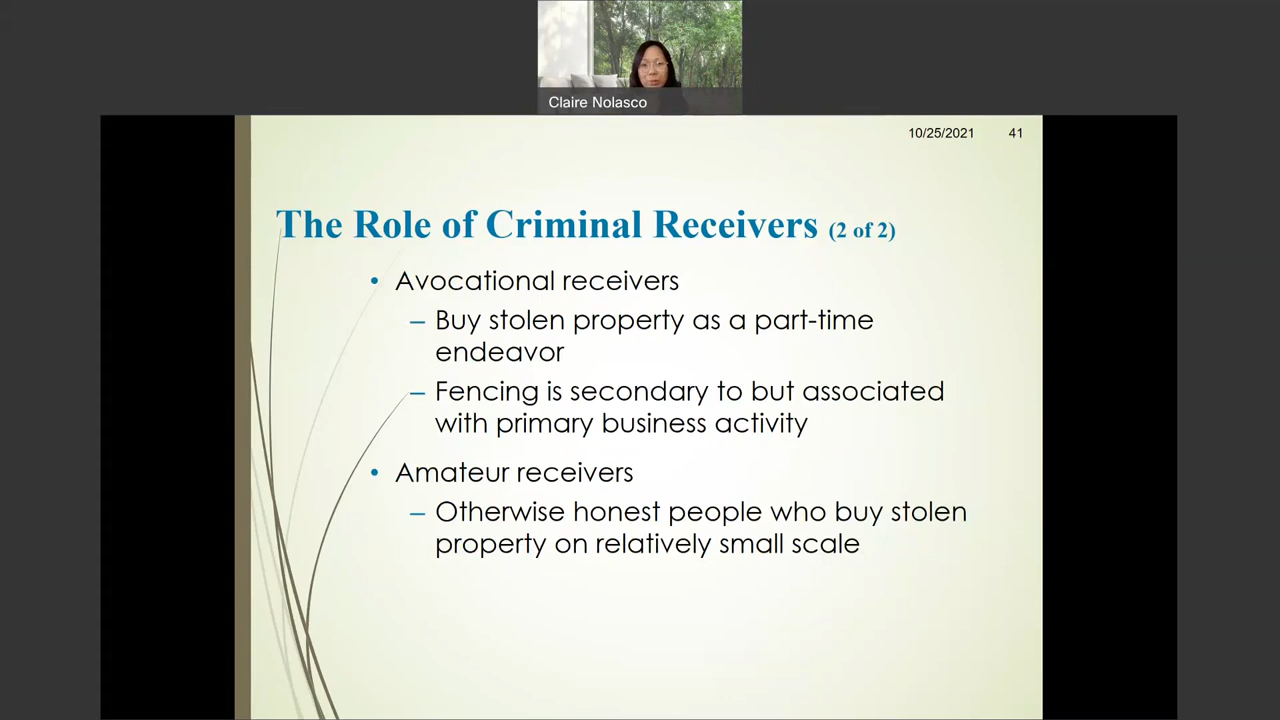 Claire Nolasco
10/25/2021 41
The Role of Criminal Receivers (2 of 2)
• Avocational receivers
– Buy stolen property as a part-time
endeavor
– Fencing is secondary to but associated
with primary business activity
• Amateur receivers
– Otherwise honest people who buy stolen
property on relatively small scale